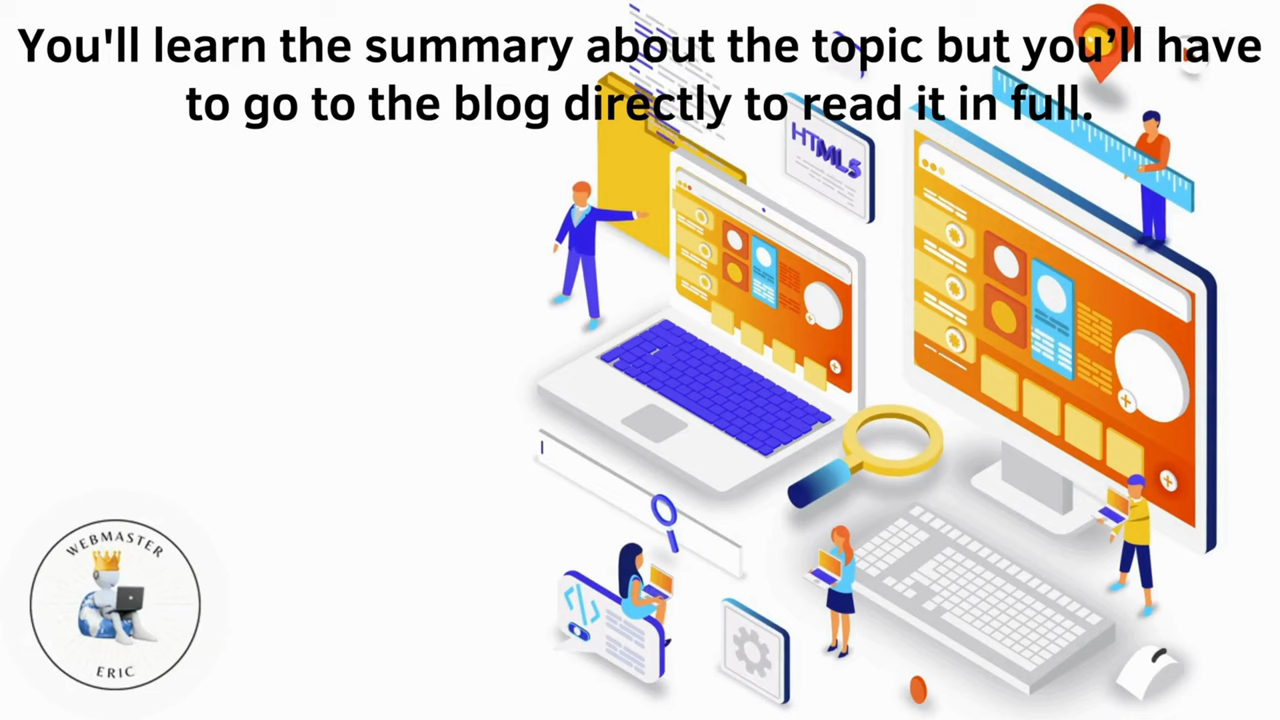 You'll learn the summary about the topic but you’ll have
to go to the blog directly to read it in full.
HTML5
</>
WEBMASTER
ERIC